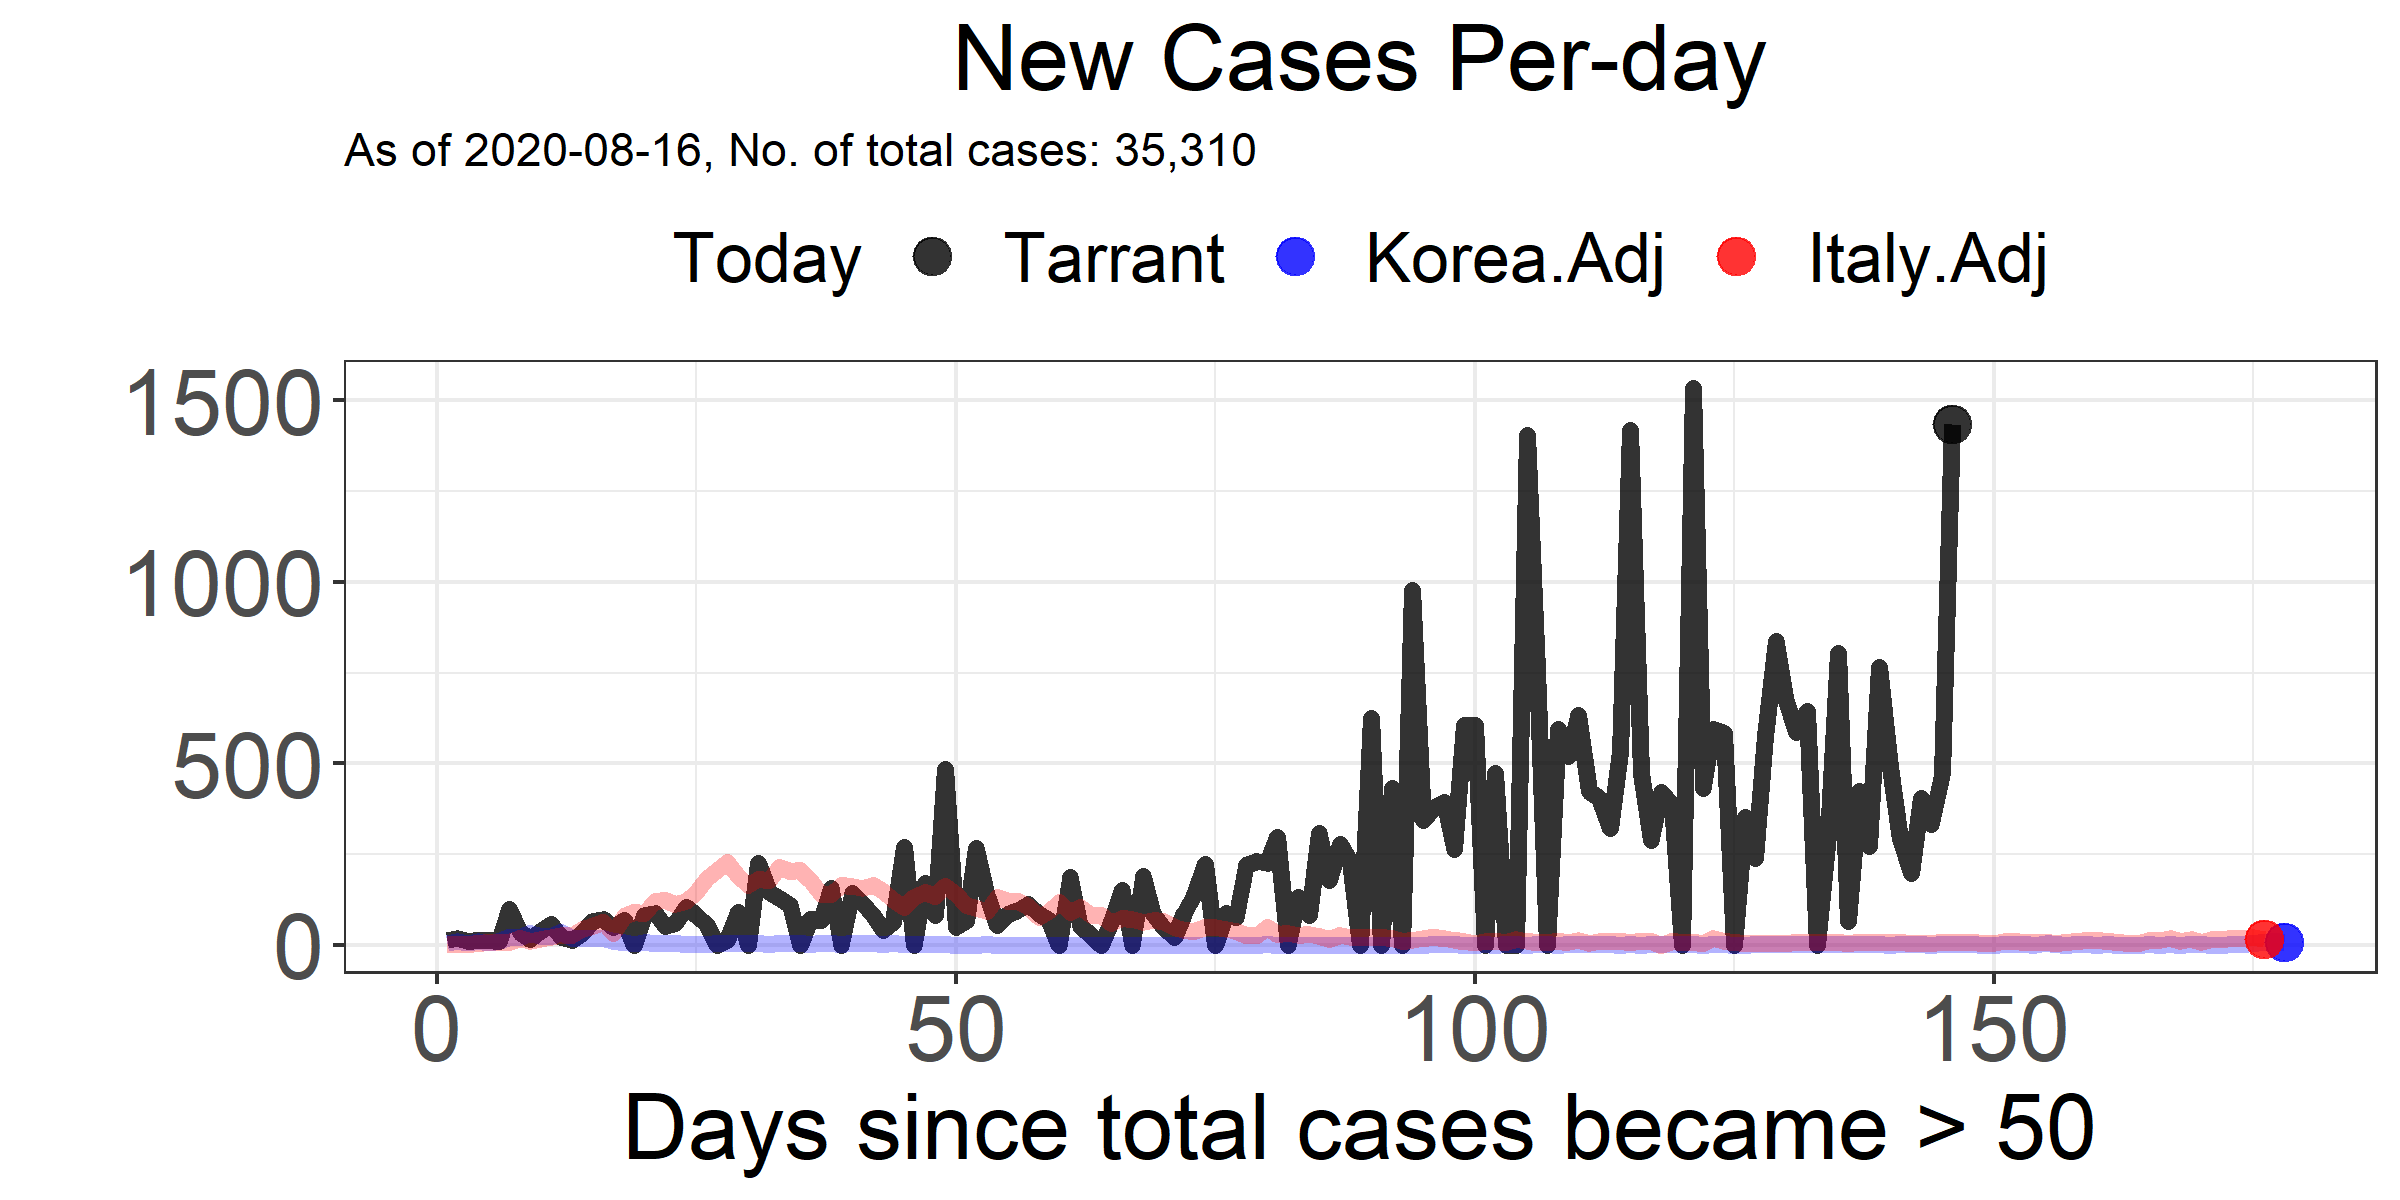 New Cases Per-day
As of 2020-08-16, No. of total cases: 35,310
Today Tarrant Korea.Adj Italy.Adj
1500
1000
500
0
0 50 100 150
Days since total cases became > 50